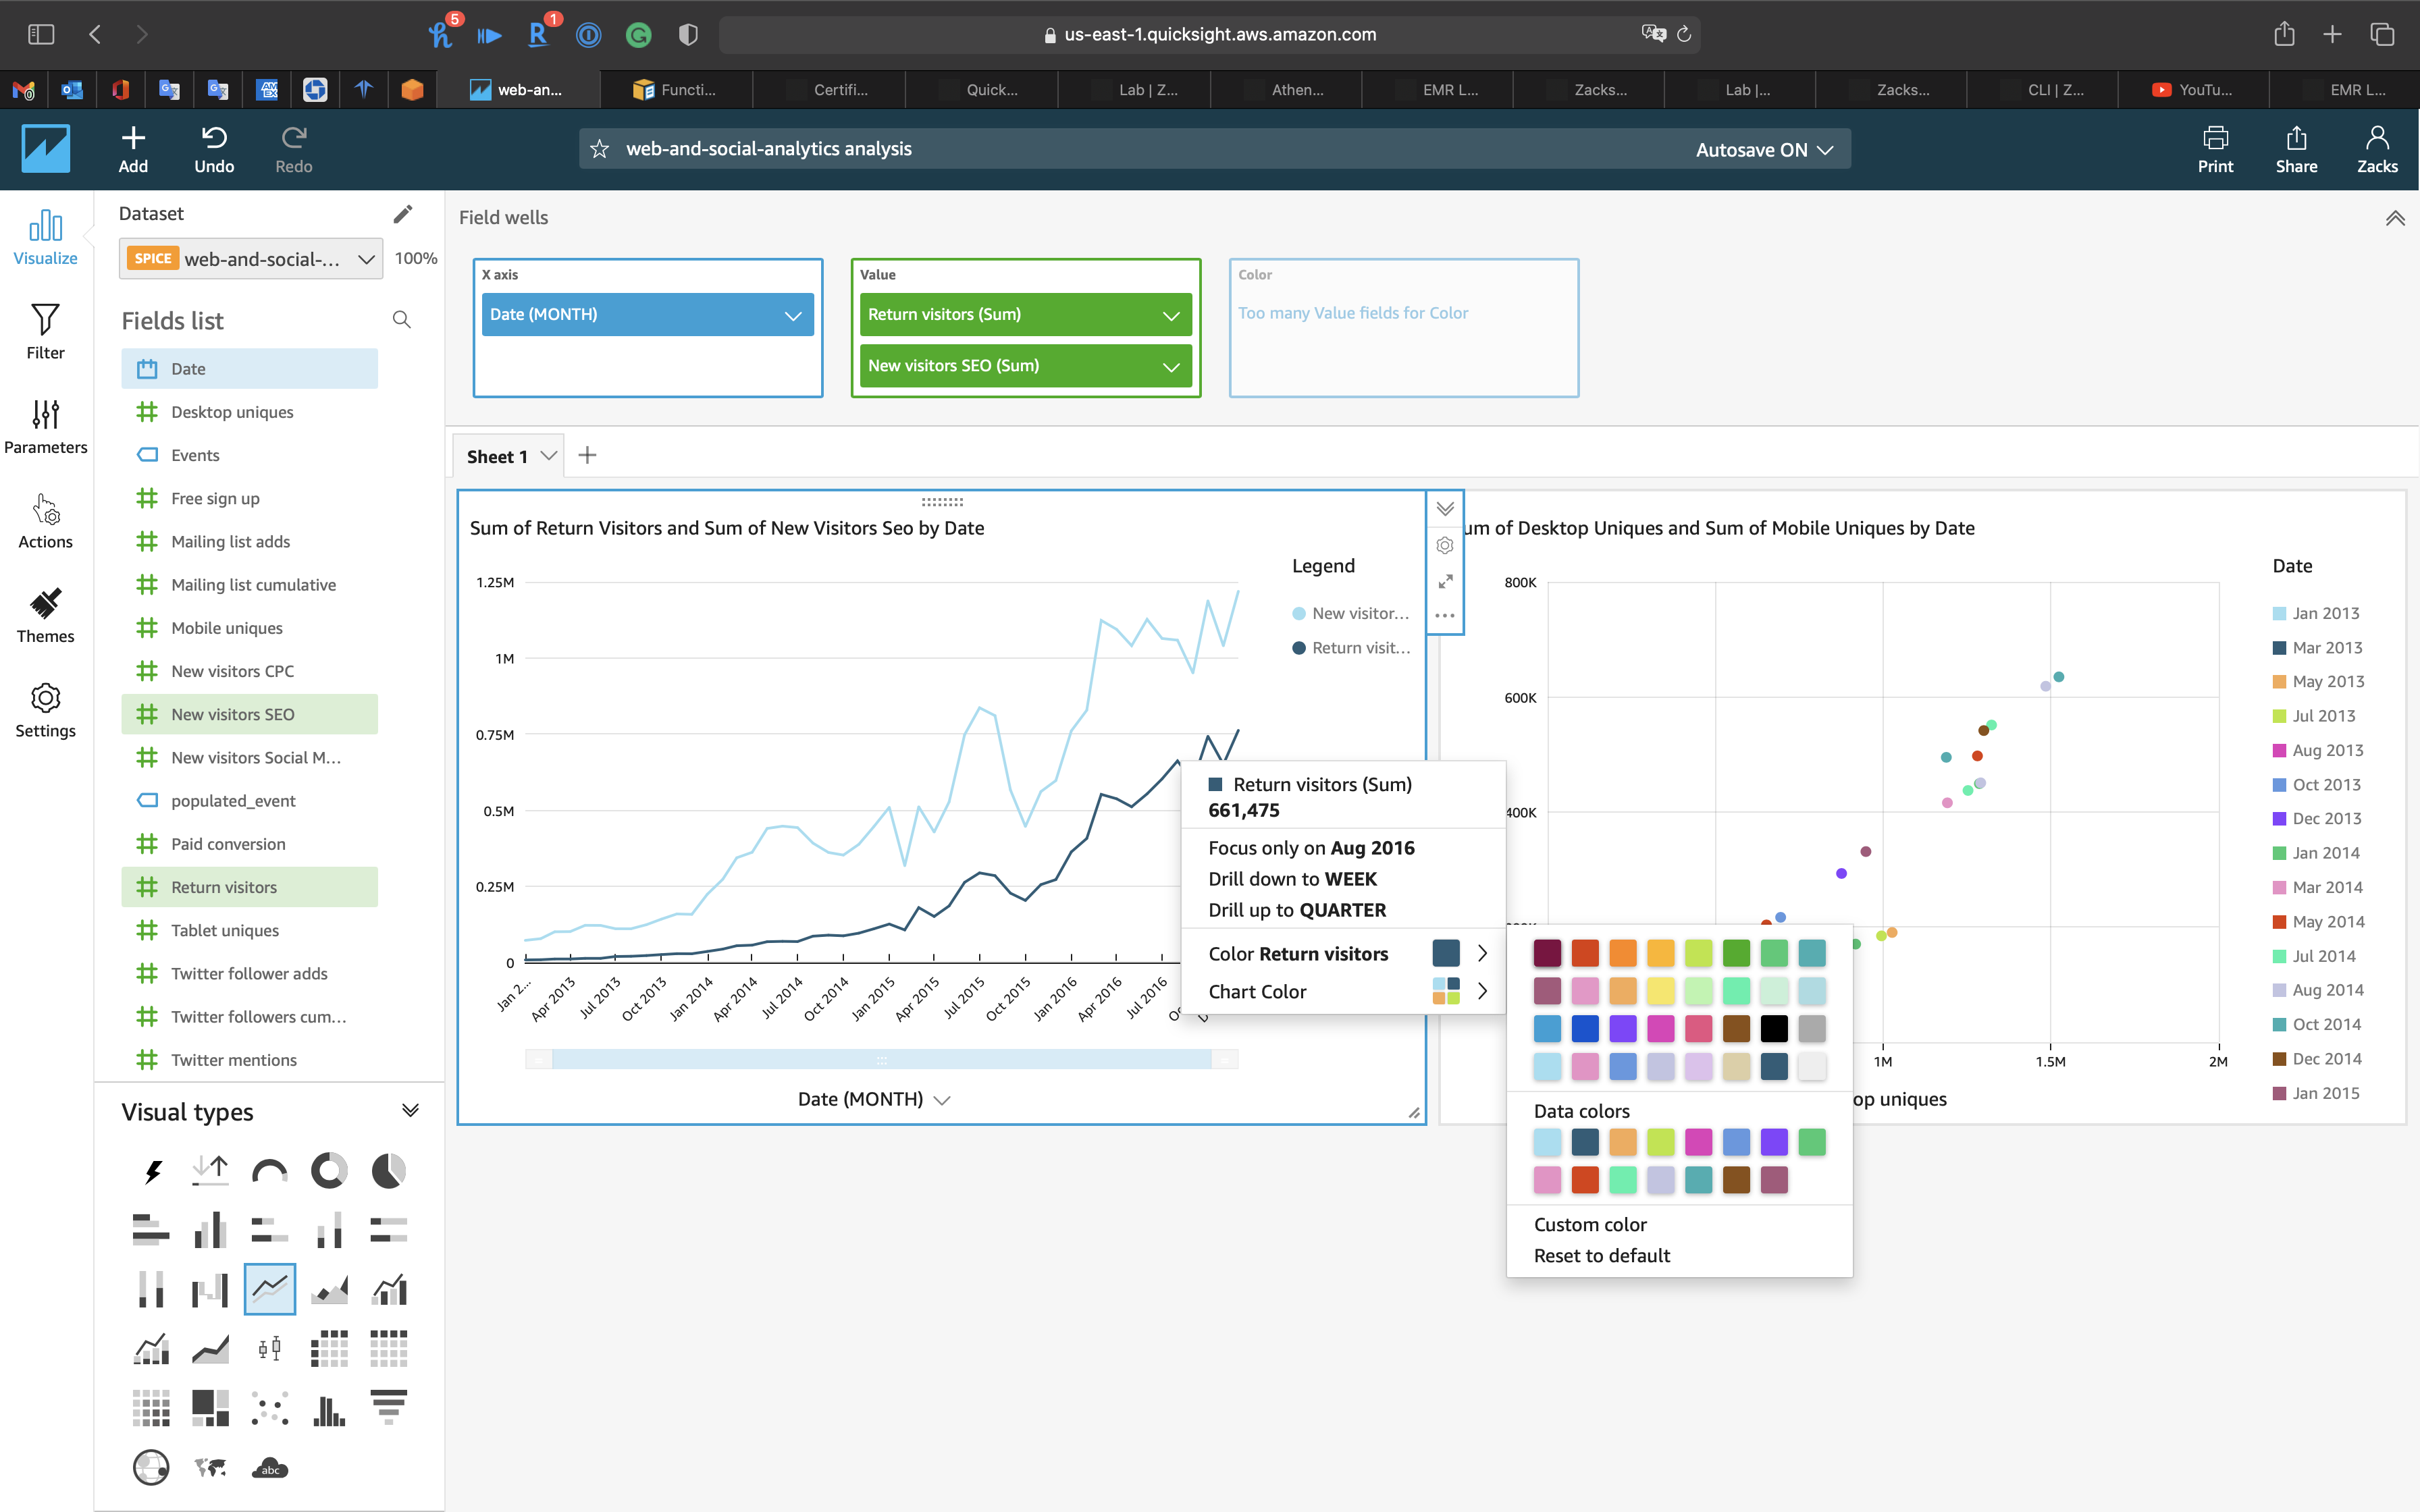 5
1
us-east-1.quicksight.aws.amazon.com
web-an...
Functi...
Certifi...
Quick...
Lab | Z...
Athen...
EMR L...
Zacks...
Lab |...
Zacks...
CLI | Z...
YouTu...
EMR L...
Add
Undo
Redo
web-and-social-analytics analysis
Autosave ON
Print
Share
Zacks
Visualize
Filter
Parameters
Actions
Themes
Settings
Dataset
SPICE web-and-social-...
100%
Fields list
Date
Desktop uniques
Events
Free sign up
Mailing list adds
Mailing list cumulative
Mobile uniques
New visitors CPC
New visitors SEO
New visitors Social M...
populated_event
Paid conversion
Return visitors
Tablet uniques
Twitter follower adds
Twitter followers cum...
Twitter mentions
Visual types
abc
Field wells
X axis
Date (MONTH)
Value
Return visitors (Sum)
New visitors SEO (Sum)
Color
Too many Value fields for Color
Sheet 1
Sum of Return Visitors and Sum of New Visitors Seo by Date
1.25M
1M
0.75M
0.5M
0.25M
0
Jan 2...
Apr 2013
Jul 2013
Oct 2013
Jan 2014
Apr 2014
Jul 2014
Oct 2014
Jan 2015
Apr 2015
Jul 2015
Oct 2015
Jan 2016
Apr 2016
Jul 2016
Date (MONTH)
Legend
New visitor...
Return visit...
Return visitors (Sum)
661,475
Focus only on Aug 2016
Drill down to WEEK
Drill up to QUARTER
Color Return visitors
Chart Color
Data colors
Custom color
Reset to default
um of Desktop Uniques and Sum of Mobile Uniques by Date
800K
600K
400K
1M
1.5M
2M
op uniques
Date
Jan 2013
Mar 2013
May 2013
Jul 2013
Aug 2013
Oct 2013
Dec 2013
Jan 2014
Mar 2014
May 2014
Jul 2014
Aug 2014
Oct 2014
Dec 2014
Jan 2015